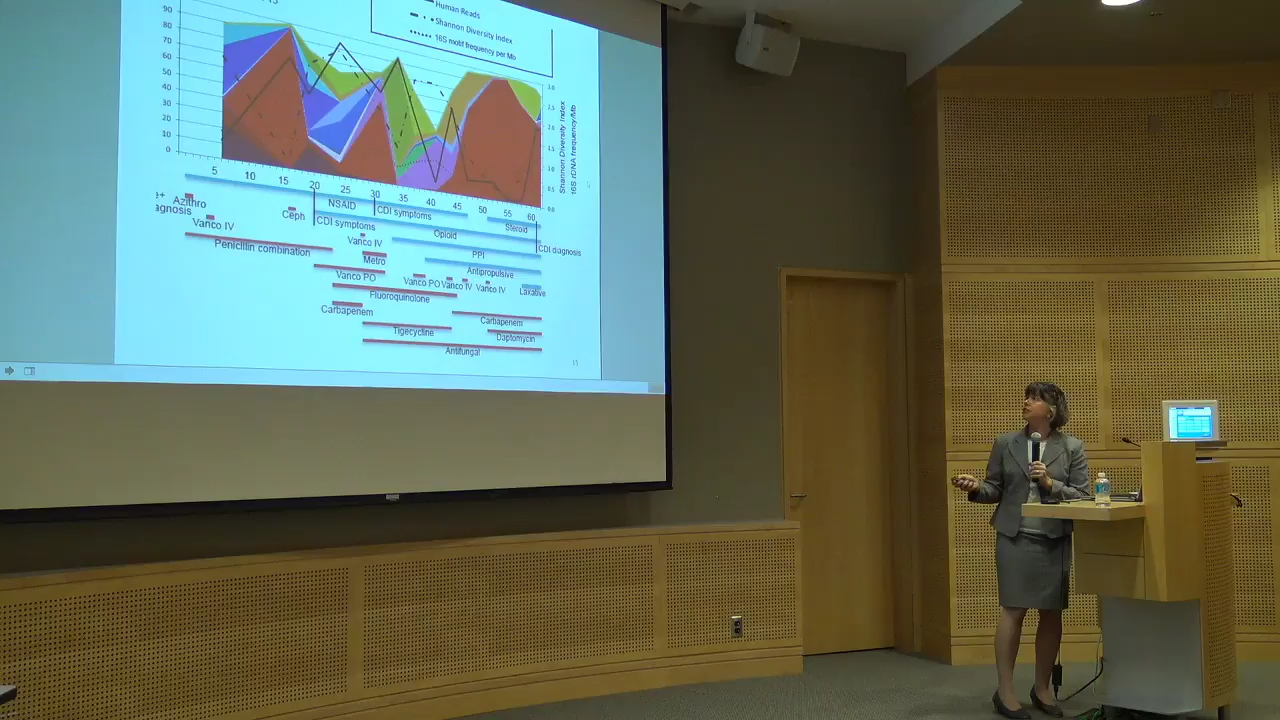 Human Reads
Shannon Diversity Index
16S motif frequency per Mb
90
80
70
60
50
40
30
20
10
0
3.0
2.5
2.0
1.5
1.0
0.5
0.0
Shannon Diversity Index
16S rDNA frequency/Mb
5 10 15 20 25 30 35 40 45 50 55 60
Azithro
agnosis
Vanco IV
Ceph
NSAID
CDI symptoms
CDI symptoms
Steroid
Opioid
CDI diagnosis
Vanco IV
Penicillin combination
Metro
PPI
Antipropulsive
Vanco PO
Vanco PO
Vanco IV
Vanco IV
Laxative
Fluoroquinolone
Carbapenem
Carbapenem
Tigecycline
Daptomycin
Antifungal